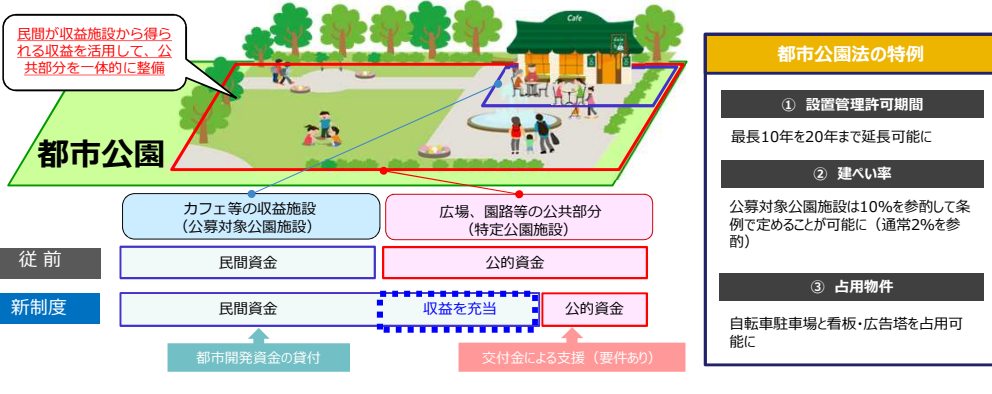 民間が収益施設から得ら
れる収益を活用して、公
共部分を一体的に整備
Cafe
都市公園
カフェ等の収益施設
（公募対象公園施設）
広場、園路等の公共部分
（特定公園施設）
従 前
民間資金
公的資金
新制度
民間資金
収益を充当
公的資金
都市開発資金の貸付
交付金による支援（要件あり）
都市公園法の特例
① 設置管理許可期間
最長10年を20年まで延長可能に
② 建ぺい率
公募対象公園施設は10%を参酌して条
例で定めることが可能に（通常2%を参
酌）
③ 占用物件
自転車駐車場と看板・広告塔を占用可
能に